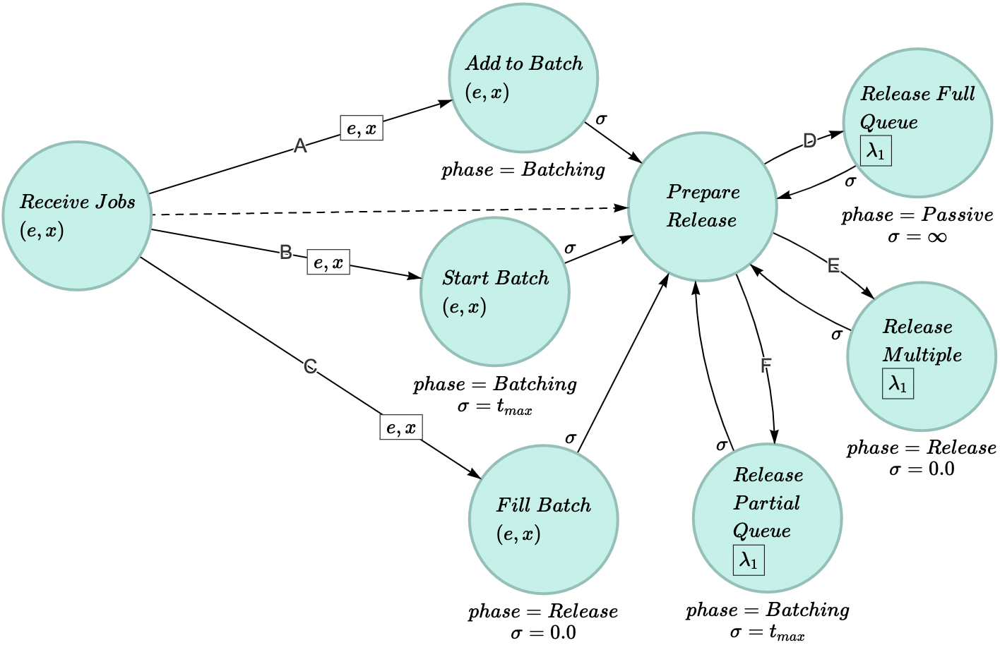 Receive Jobs
(e, x)
A
e, x
B
e, x
C
e, x
Add to Batch
(e, x)
phase = Batching
σ
Start Batch
(e, x)
phase = Batching
σ = t_max
σ
Fill Batch
(e, x)
phase = Release
σ = 0.0
σ
Prepare
Release
D
Release Full
Queue
λ₁
phase = Passive
σ = ∞
σ
E
Release
Multiple
λ₁
phase = Release
σ = 0.0
σ
F
Release
Partial
Queue
λ₁
phase = Batching
σ = t_max
σ